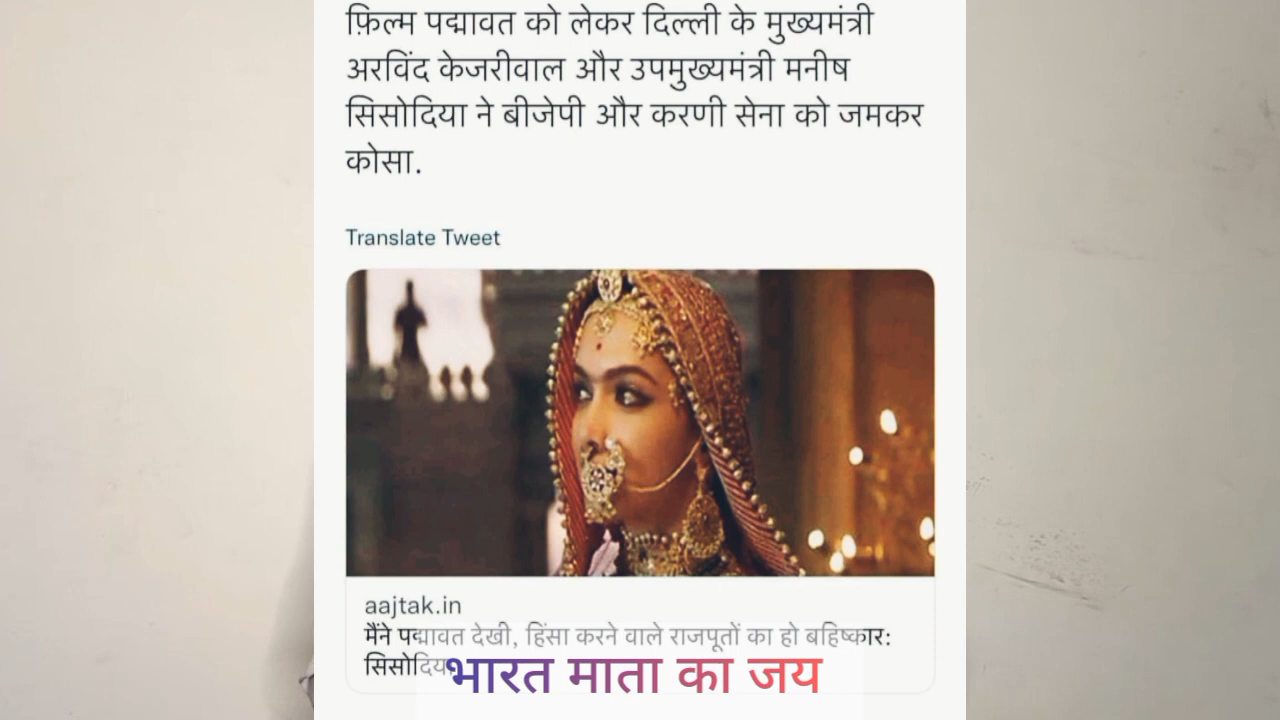 फ़िल्म पद्मावत को लेकर दिल्ली के मुख्यमंत्री
अरविंद केजरीवाल और उपमुख्यमंत्री मनीष
सिसोदिया ने बीजेपी और करणी सेना को जमकर
कोसा.
Translate Tweet
aajtak.in
मैंने पद्मावत देखी, हिंसा करने वाले राजपूतों का हो बहिष्कार:
सिसोदिया
भारत माता का जय